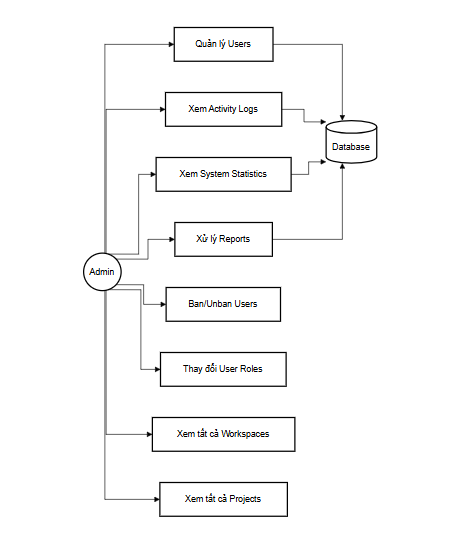 Quản lý Users
Xem Activity Logs
Database
Xem System Statistics
Xử lý Reports
Admin
Ban/Unban Users
Thay đổi User Roles
Xem tất cả Workspaces
Xem tất cả Projects